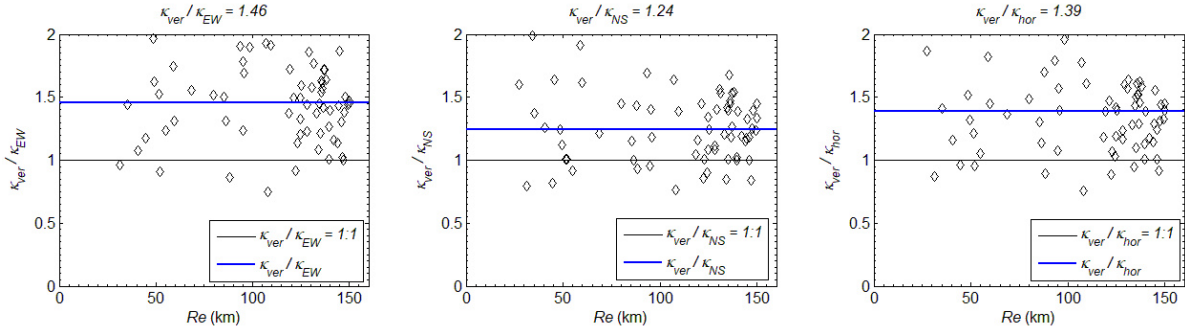 κver / κEW = 1.46
2
1.5
1
0.5
0
κver / κEW
κver / κEW = 1:1
κver / κEW
0 50 100 150
Re (km)
κver / κNS = 1.24
2
1.5
1
0.5
0
κver / κNS
κver / κNS = 1:1
κver / κNS
0 50 100 150
Re (km)
κver / κhor = 1.39
2
1.5
1
0.5
0
κver / κhor
κver / κhor = 1:1
κver / κhor
0 50 100 150
Re (km)